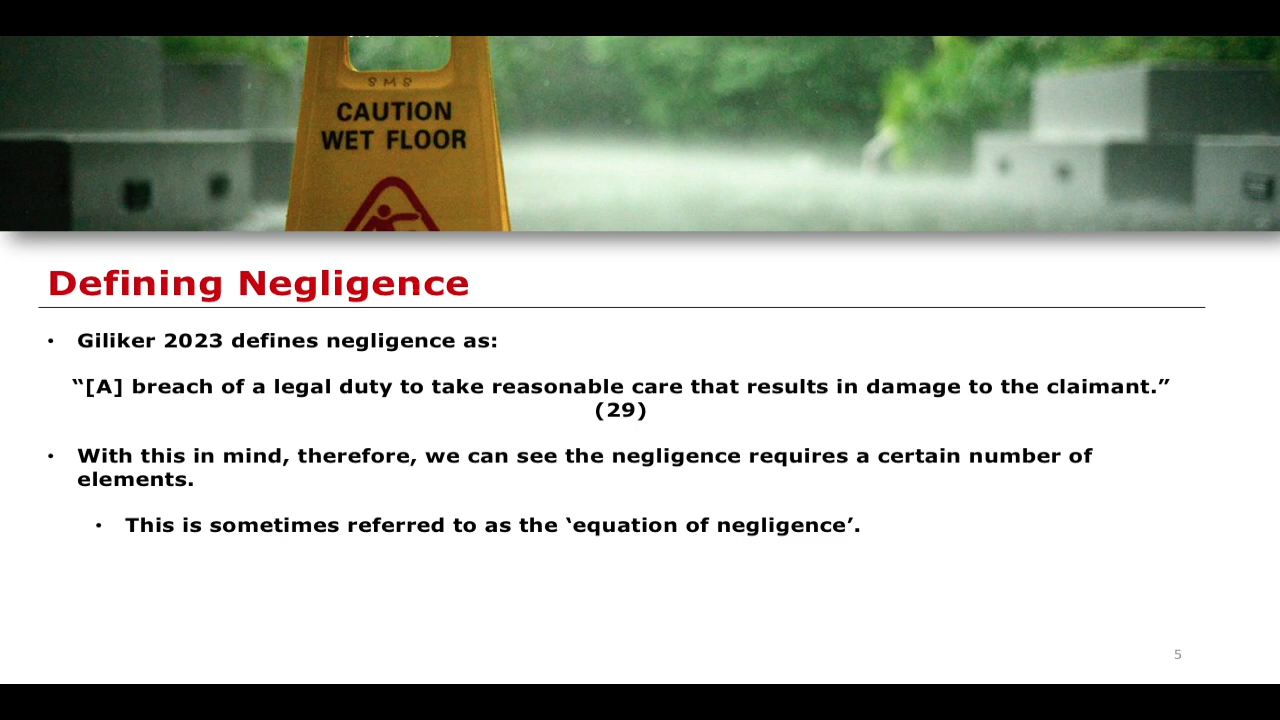 SMS
CAUTION
WET FLOOR
Defining Negligence
• Giliker 2023 defines negligence as:
“[A] breach of a legal duty to take reasonable care that results in damage to the claimant.”
(29)
• With this in mind, therefore, we can see the negligence requires a certain number of
elements.
• This is sometimes referred to as the ‘equation of negligence’.
5